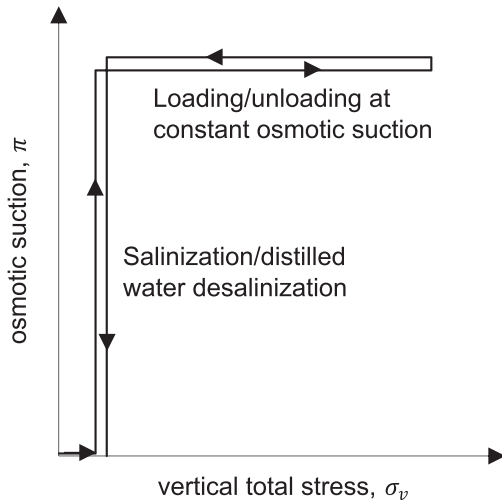 osmotic suction, π
Loading/unloading at
constant osmotic suction
Salinization/distilled
water desalinization
vertical total stress, σᵥ